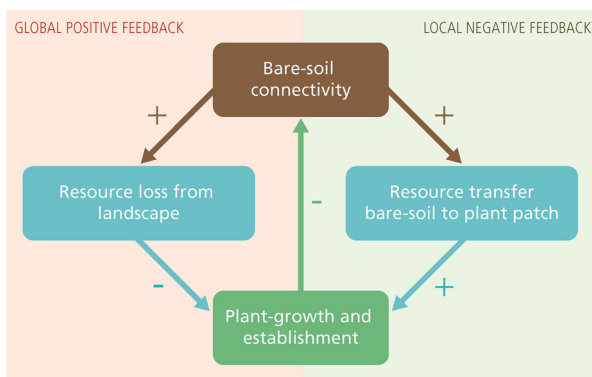 GLOBAL POSITIVE FEEDBACK
LOCAL NEGATIVE FEEDBACK
Bare-soil
connectivity
+
+
Resource loss from
landscape
-
Resource transfer
bare-soil to plant patch
-
+
Plant-growth and
establishment